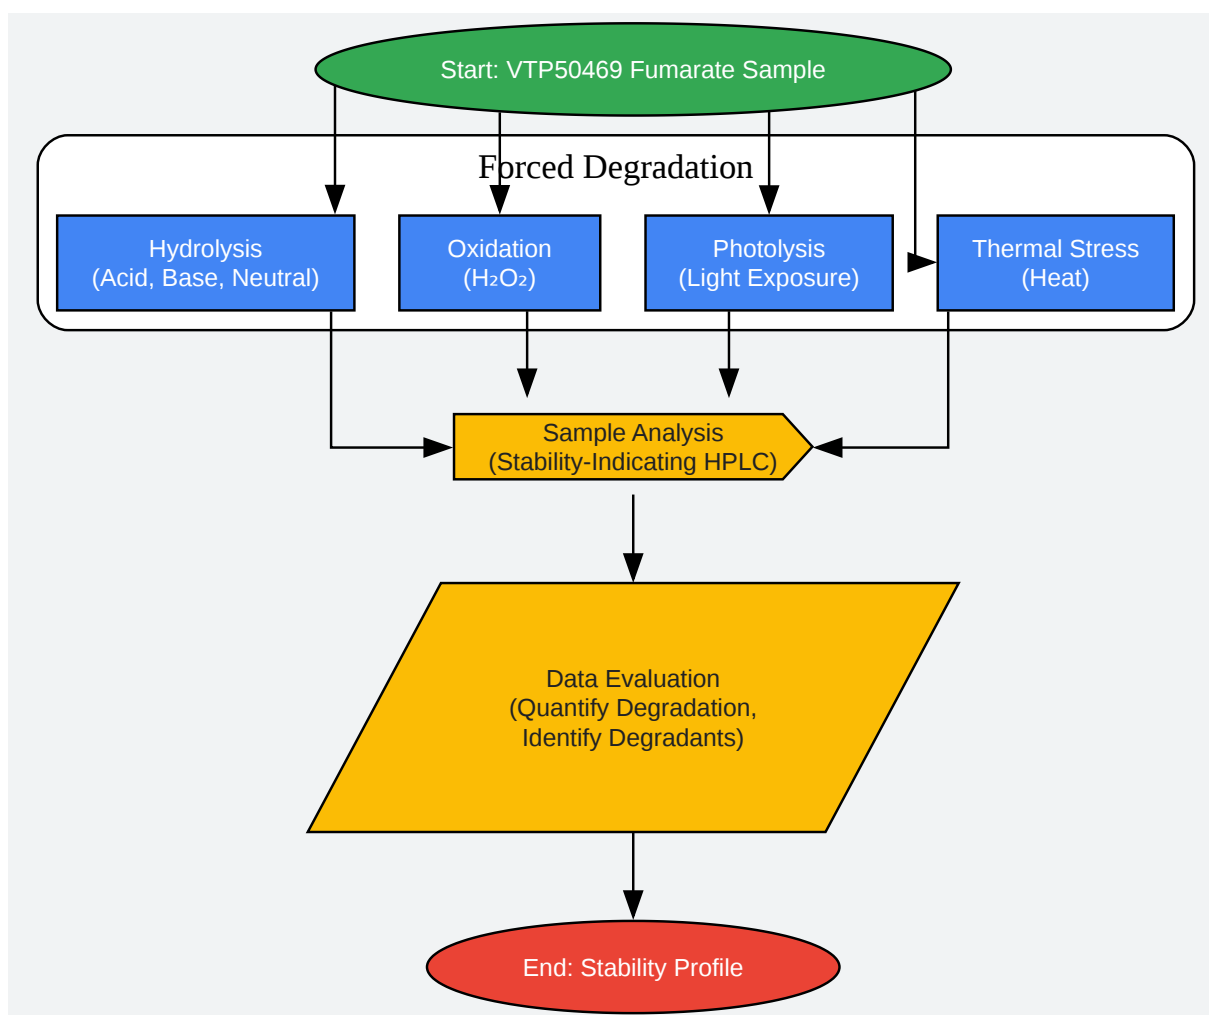 Start: VTP50469 Fumarate Sample
Forced Degradation
Hydrolysis
(Acid, Base, Neutral)
Oxidation
(H₂O₂)
Photolysis
(Light Exposure)
Thermal Stress
(Heat)
Sample Analysis
(Stability-Indicating HPLC)
Data Evaluation
(Quantify Degradation,
Identify Degradants)
End: Stability Profile